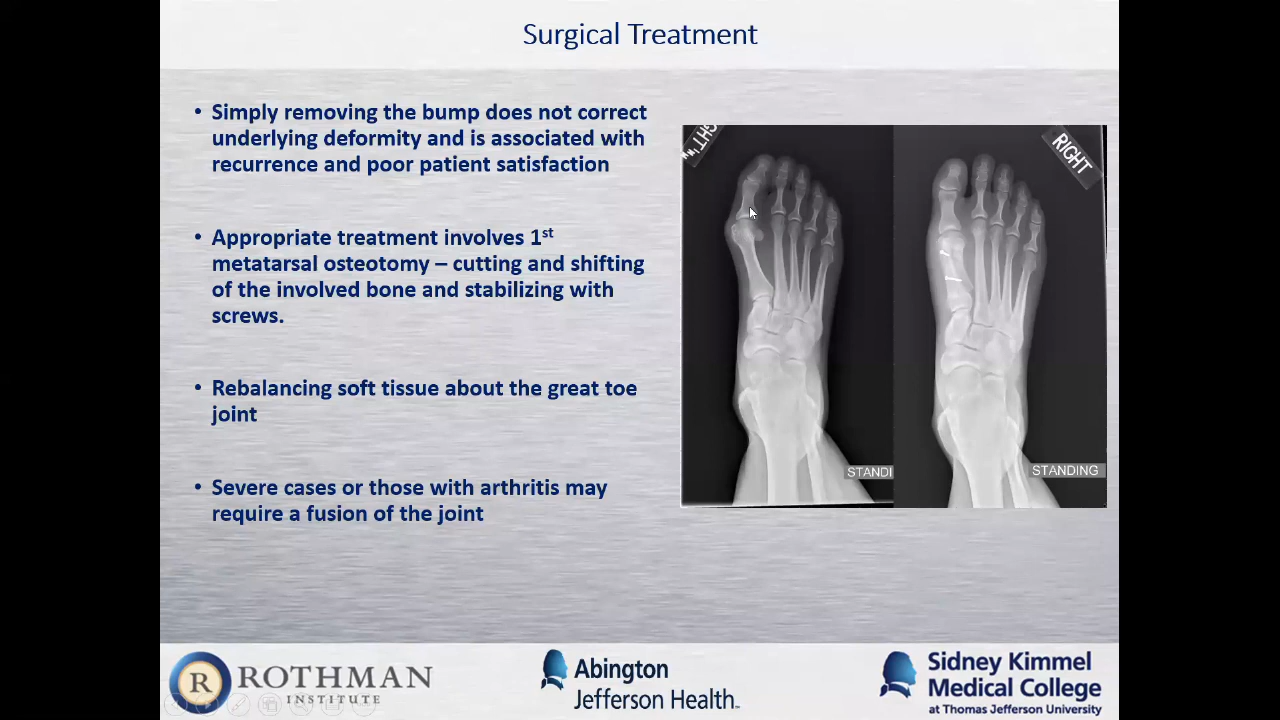 Surgical Treatment
• Simply removing the bump does not correct
underlying deformity and is associated with
recurrence and poor patient satisfaction
• Appropriate treatment involves 1st
metatarsal osteotomy – cutting and shifting
of the involved bone and stabilizing with
screws.
• Rebalancing soft tissue about the great toe
joint
• Severe cases or those with arthritis may
require a fusion of the joint
GHT
RIGHT
STANDI
STANDING
R
ROTHMAN
INSTITUTE
Abington
Jefferson Health
Sidney Kimmel
Medical College
at Thomas Jefferson University